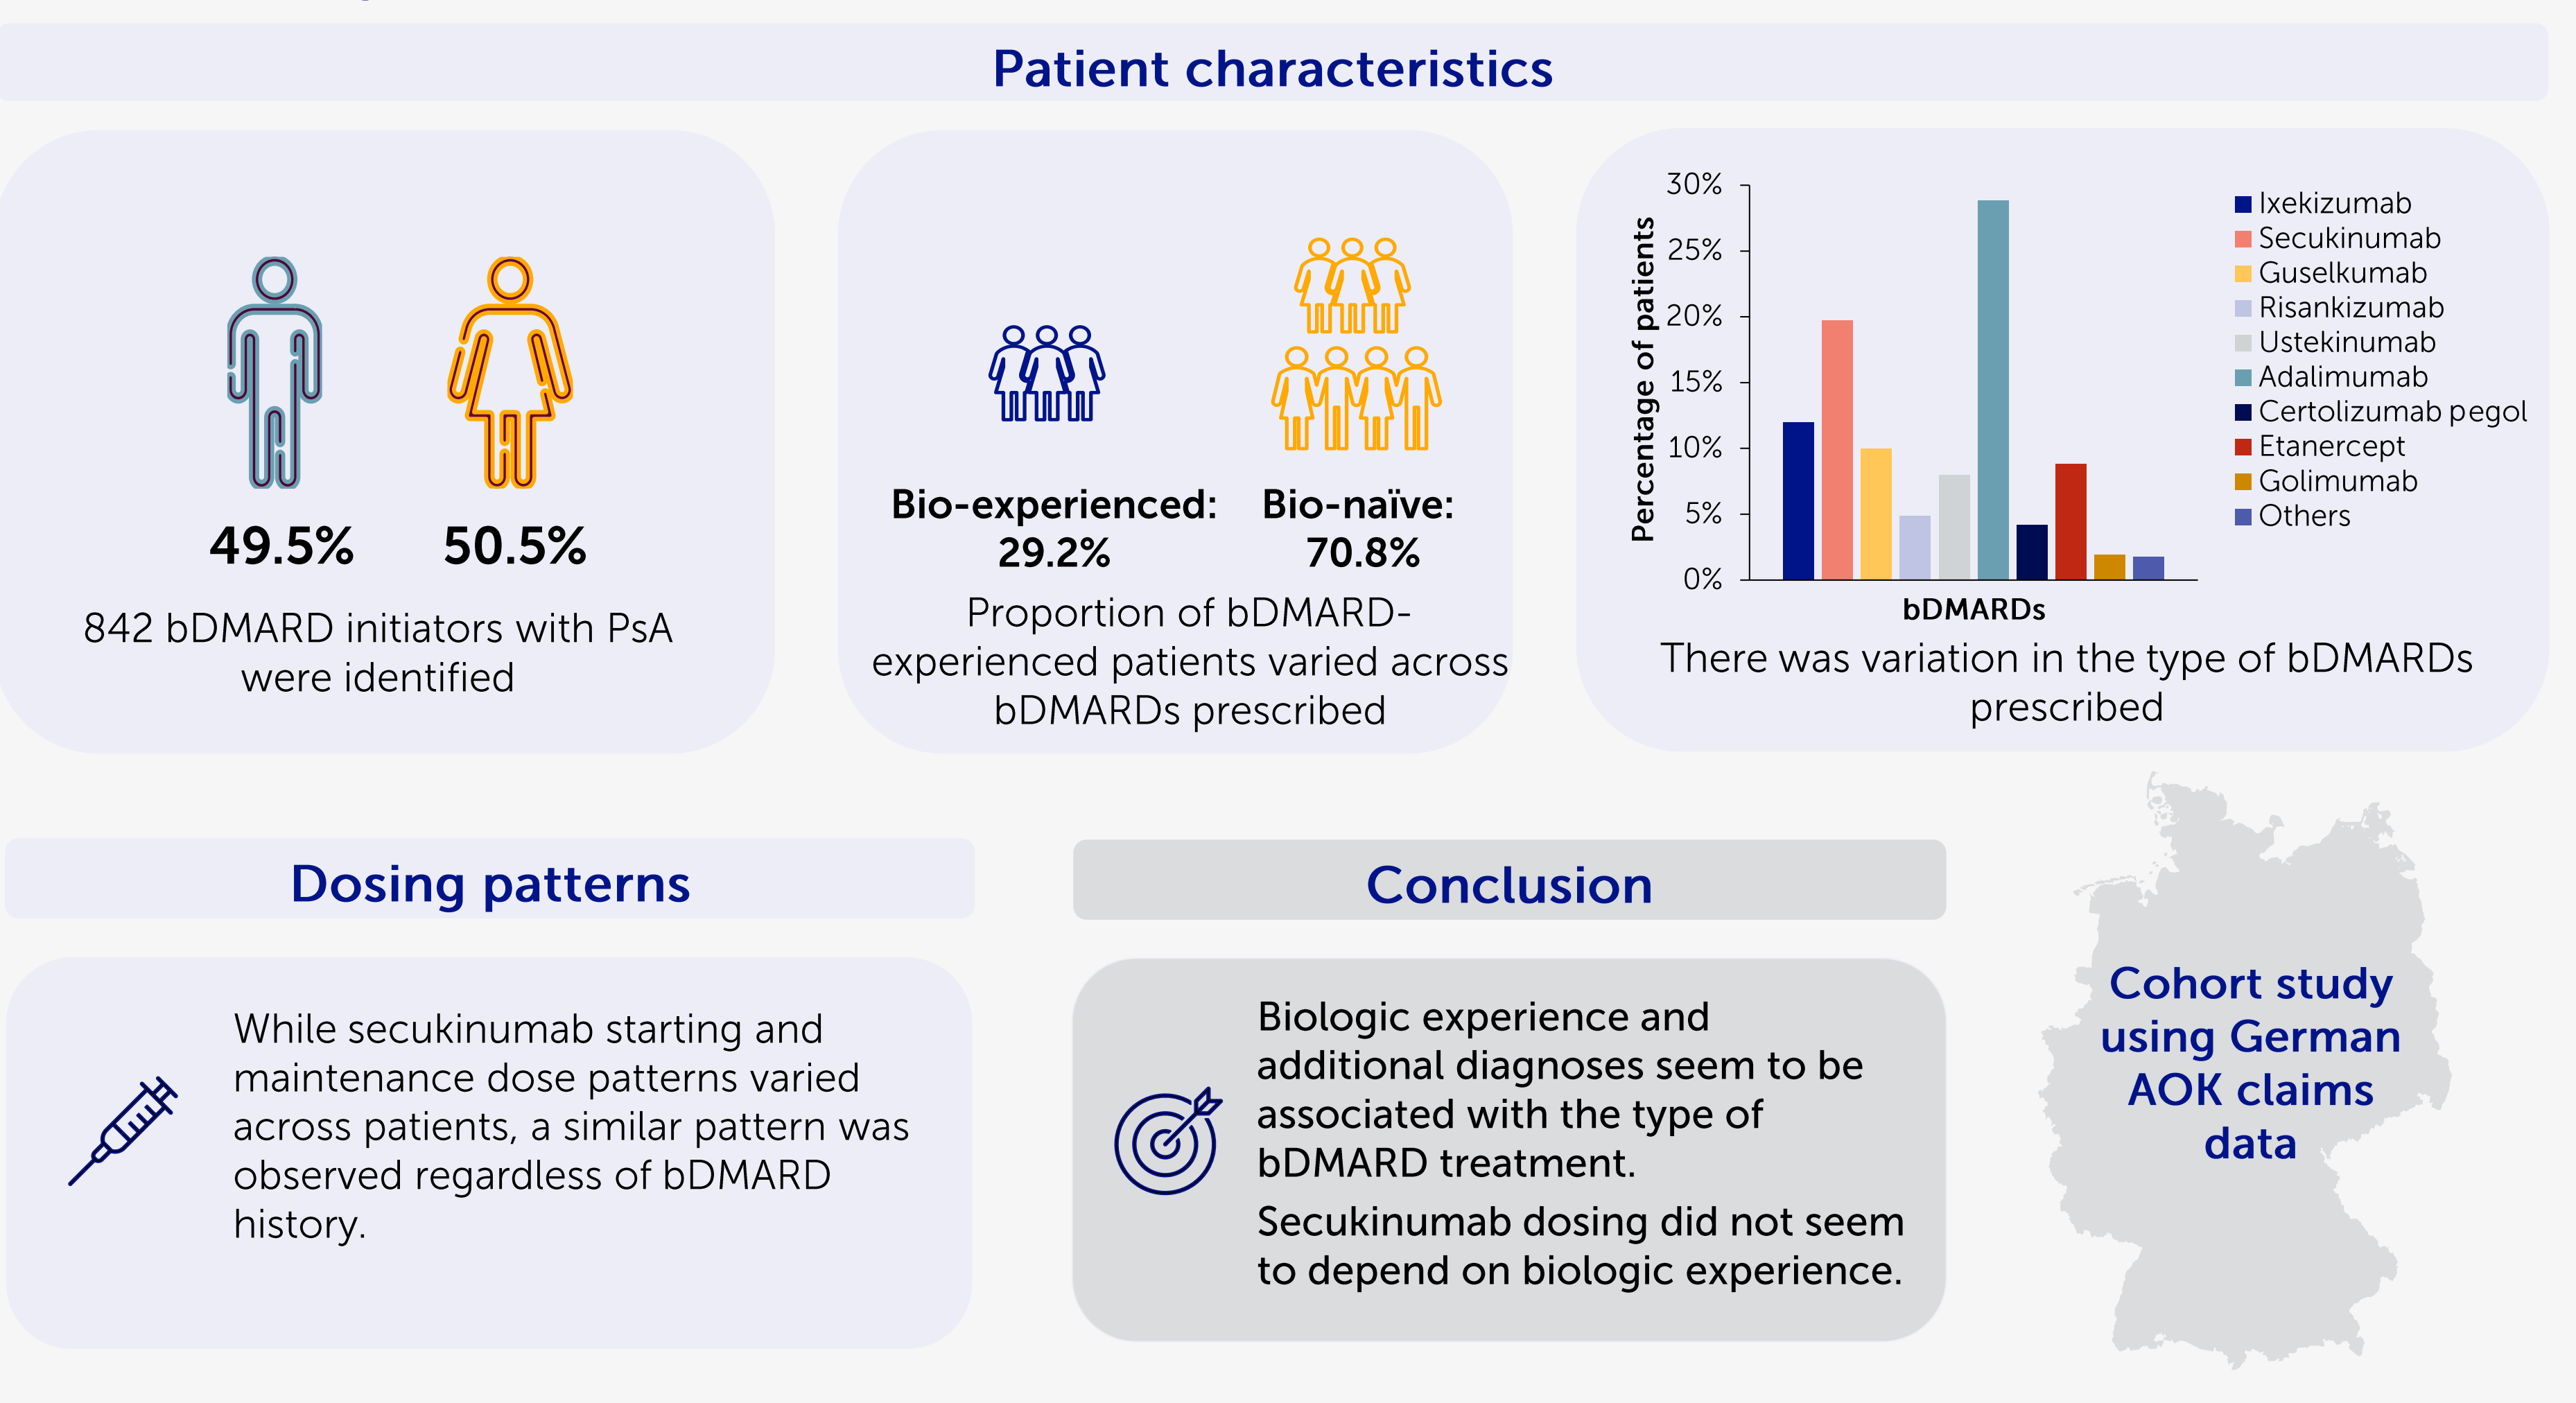 Patient characteristics
49.5%
50.5%
842 bDMARD initiators with PsA
were identified
Bio-experienced:
29.2%
Bio-naïve:
70.8%
Proportion of bDMARD-
experienced patients varied across
bDMARDs prescribed
Percentage of patients
30%
25%
20%
15%
10%
5%
0%
bDMARDs
Ixekizumab
Secukinumab
Guselkumab
Risankizumab
Ustekinumab
Adalimumab
Certolizumab pegol
Etanercept
Golimumab
Others
There was variation in the type of bDMARDs
prescribed
Dosing patterns
While secukinumab starting and
maintenance dose patterns varied
across patients, a similar pattern was
observed regardless of bDMARD
history.
Conclusion
Biologic experience and
additional diagnoses seem to be
associated with the type of
bDMARD treatment.
Secukinumab dosing did not seem
to depend on biologic experience.
Cohort study
using German
AOK claims
data